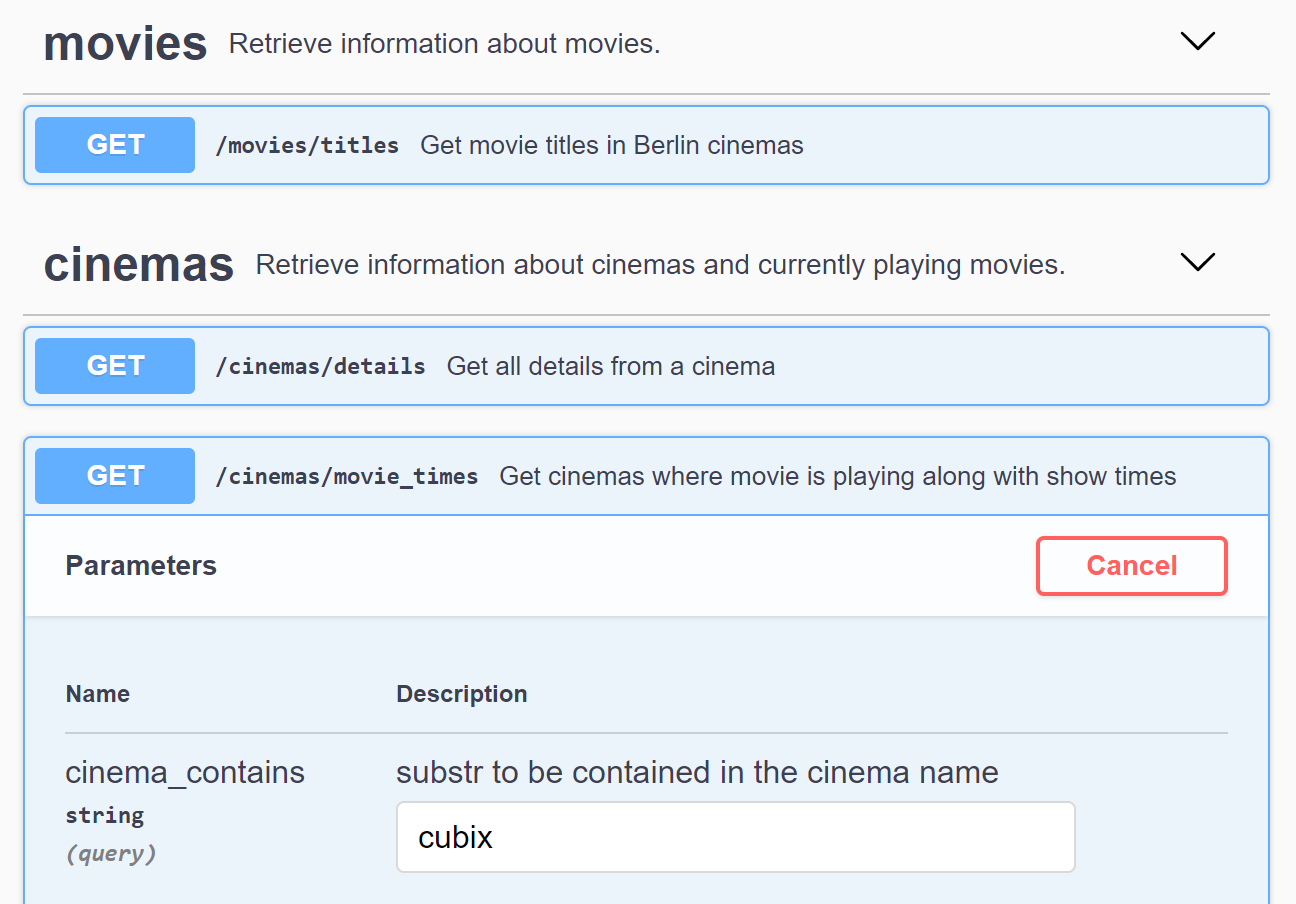 movies Retrieve information about movies.
GET /movies/titles Get movie titles in Berlin cinemas
cinemas Retrieve information about cinemas and currently playing movies.
GET /cinemas/details Get all details from a cinema
GET /cinemas/movie_times Get cinemas where movie is playing along with show times
Parameters Cancel
Name Description
cinema_contains substr to be contained in the cinema name
string
cubix
(query)